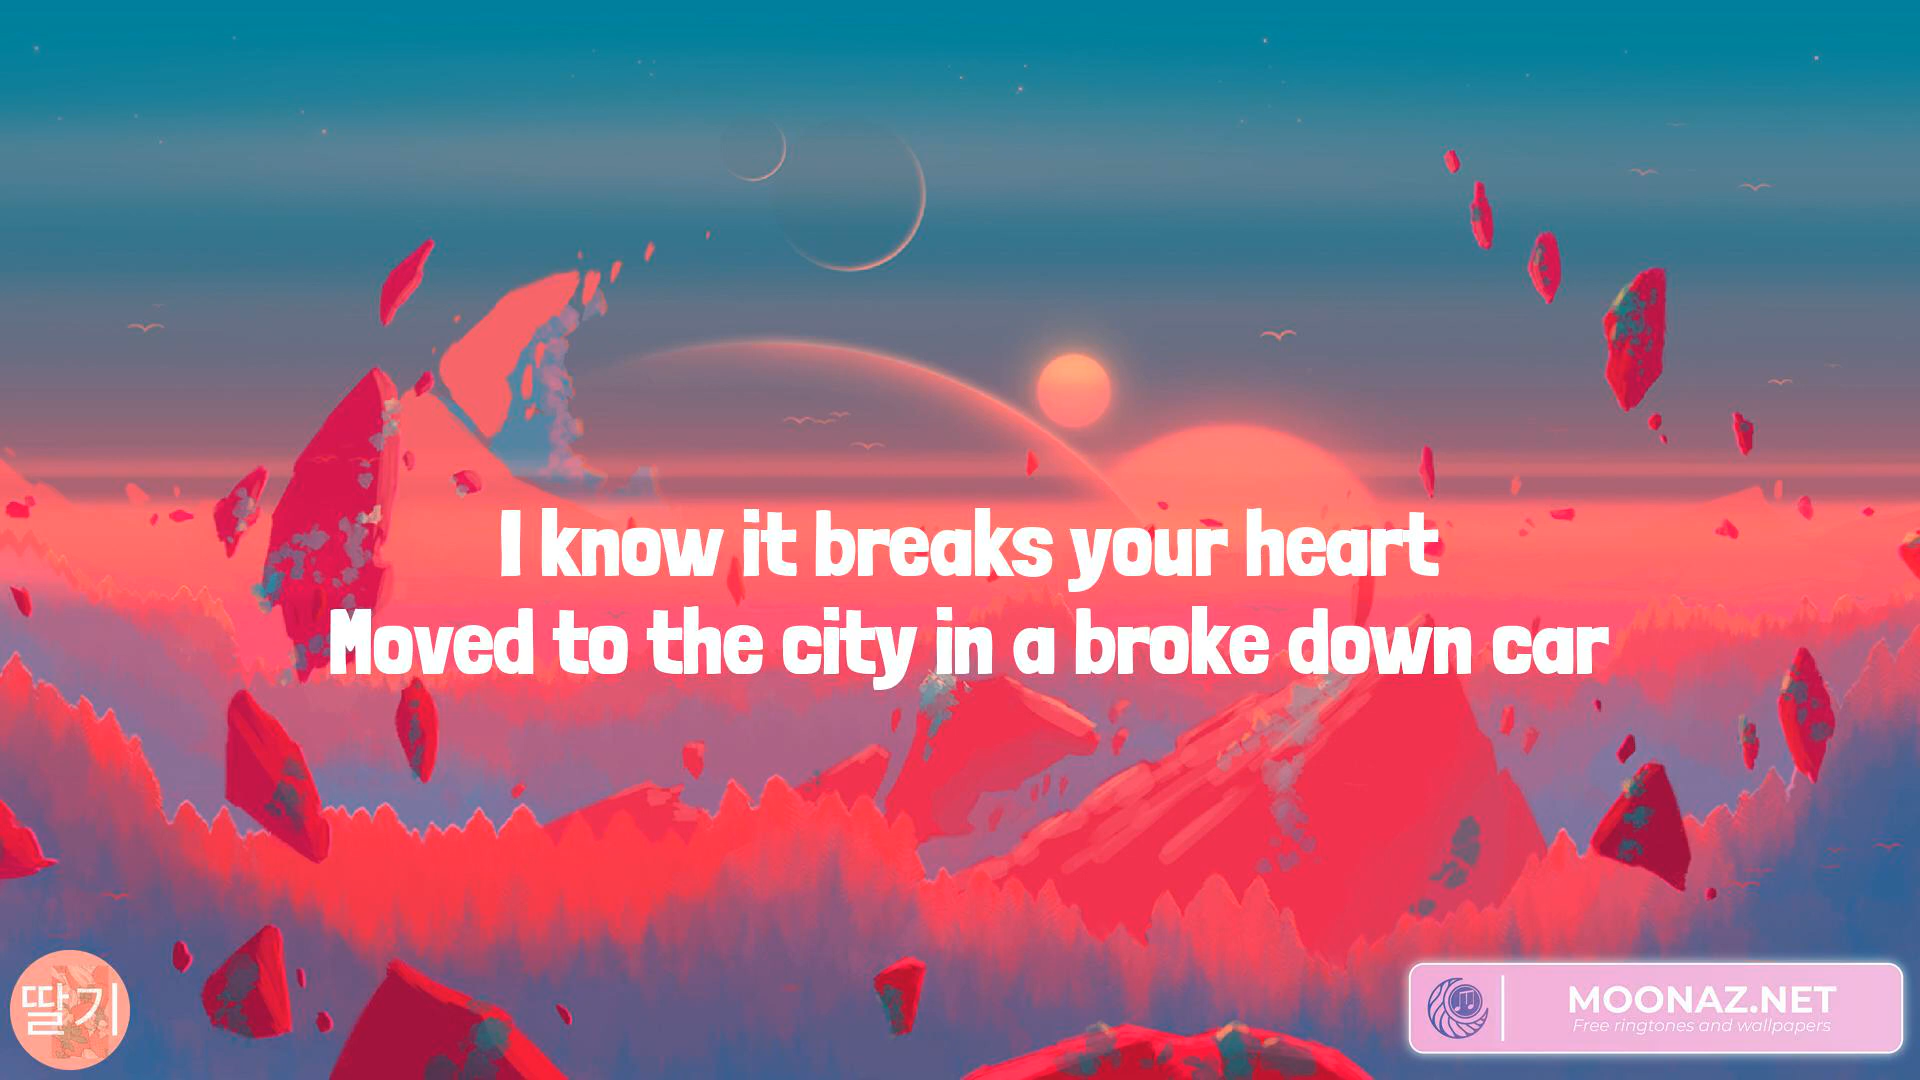 I know it breaks your heart
Moved to the city in a broke down car
딸기
MOONAZ.NET
Free ringtones and wallpapers